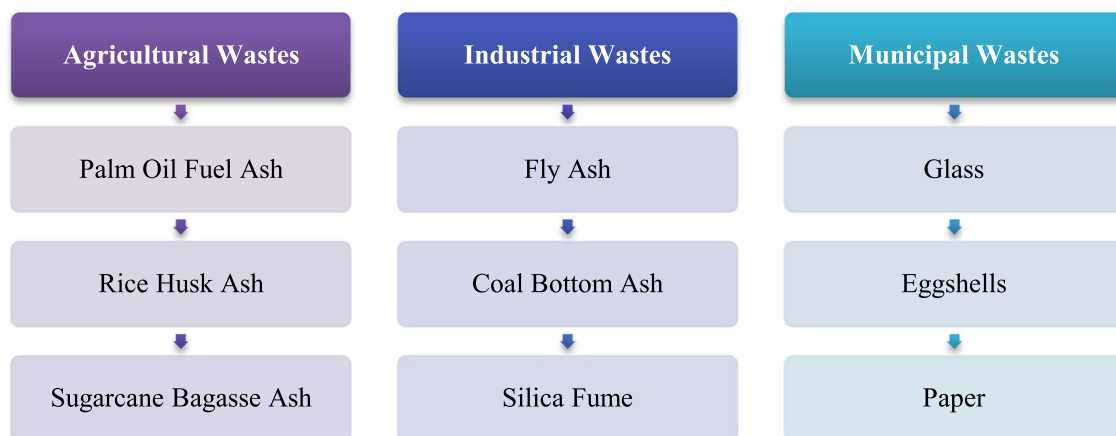 Agricultural Wastes
Palm Oil Fuel Ash
Rice Husk Ash
Sugarcane Bagasse Ash
Industrial Wastes
Fly Ash
Coal Bottom Ash
Silica Fume
Municipal Wastes
Glass
Eggshells
Paper